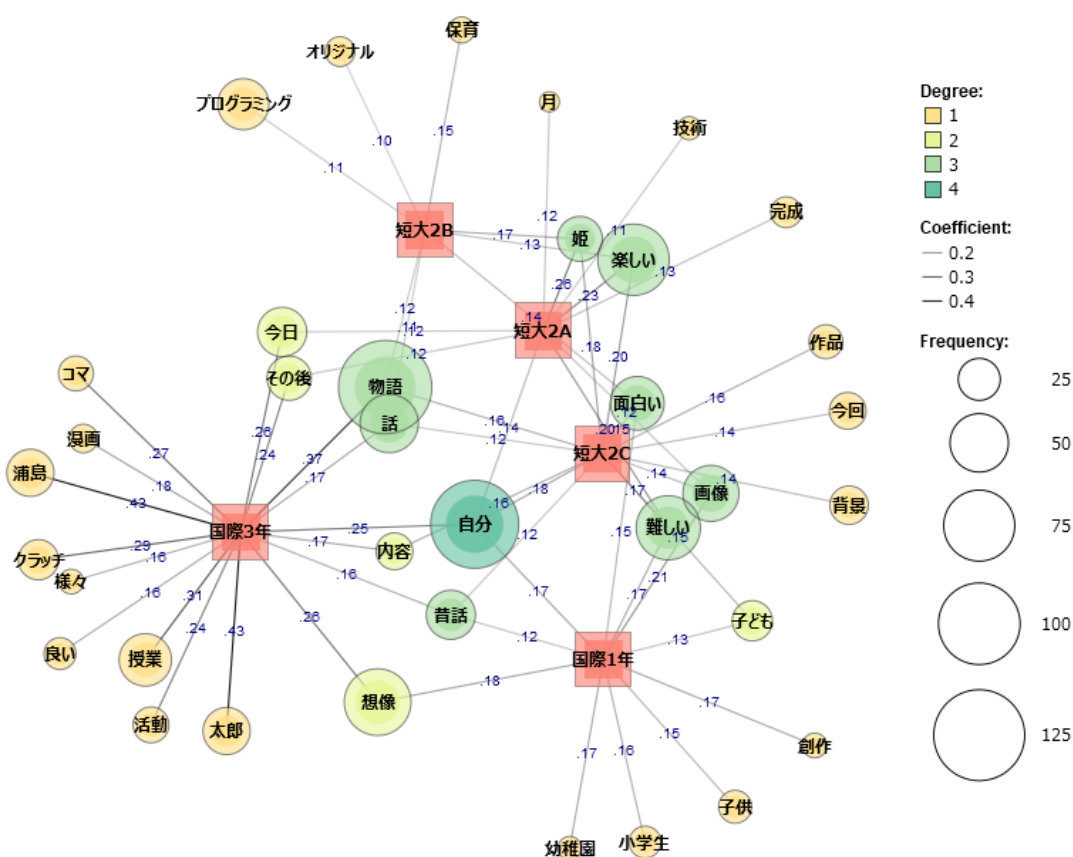 保育
オリジナル
プログラミング
月
技術
.15
.10
.11
完成
短大2B
.12
姫
.11
.17
.13
楽しい
.13
.26
.23
今日
.12
.14
短大2A
.11
.12
作品
.18
.20
.12
コマ
その後
物語
面白い
.16
今回
話
.16
.14
.12
.12
.20
.15
.14
漫画
.26
.24
.37
.17
短大2C
.27
浦島
.18
.14
.14
画像
背景
.43
.16
.18
.17
国際3年
.25
自分
難しい
.15
クラッチ
.29
.17
内容
.12
.15
様々
.16
.16
.21
.17
.31
.16
昔話
子ども
.24
.43
.26
.17
.12
.13
良い
授業
国際1年
.18
想像
.17
活動
太郎
.15
創作
.17
.16
子供
幼稚園
小学生
Degree:
1
2
3
4
Coefficient:
0.2
0.3
0.4
Frequency:
25
50
75
100
125